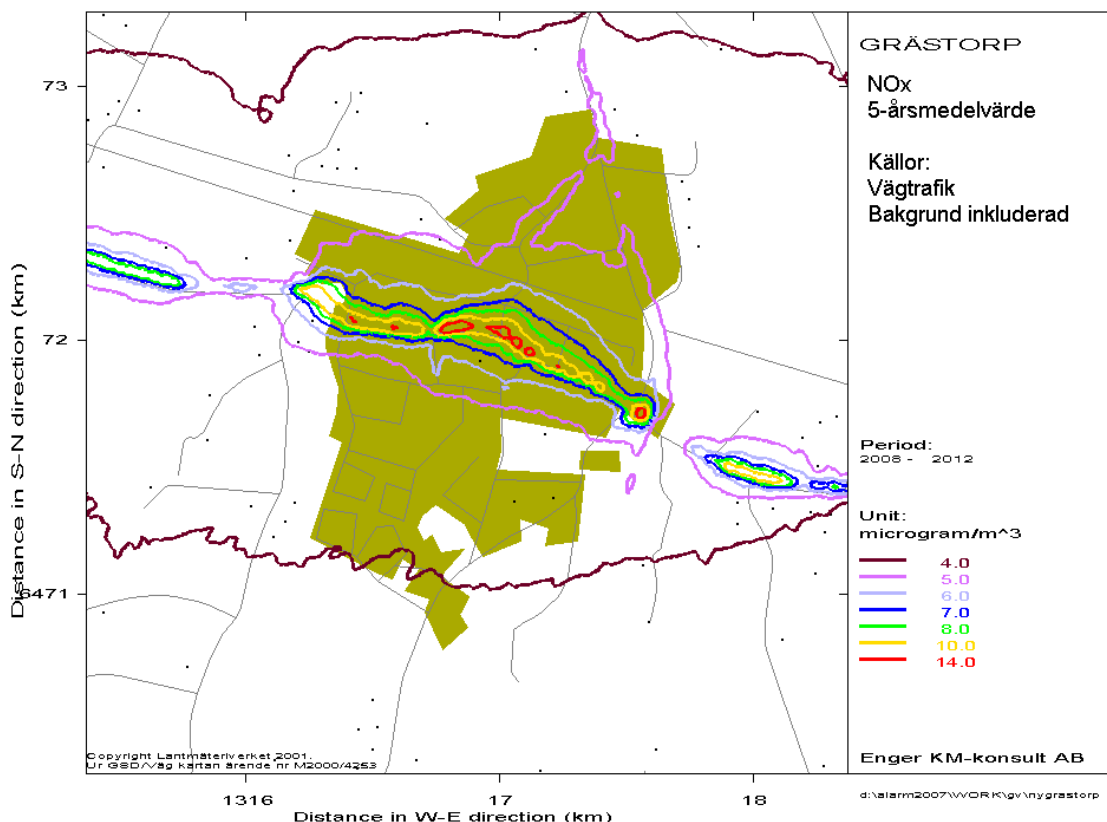 GRÄSTORP
NOx
5-årsmedelvärde
Källor:
Vägtrafik
Bakgrund inkluderad
Period:
2008 - 2012
Unit:
microgram/m^3
4.0
5.0
6.0
7.0
8.0
10.0
14.0
Enger KM-konsult AB
d:\alarm2007\WORK\gv\nygrastorp
Distance in S-N direction (km)
73
72
6471
Copyright Lantmäteriverket 2001.
Ur GSD/Väg kartan ärende nr M2000/4253
1316
17
18
Distance in W-E direction (km)